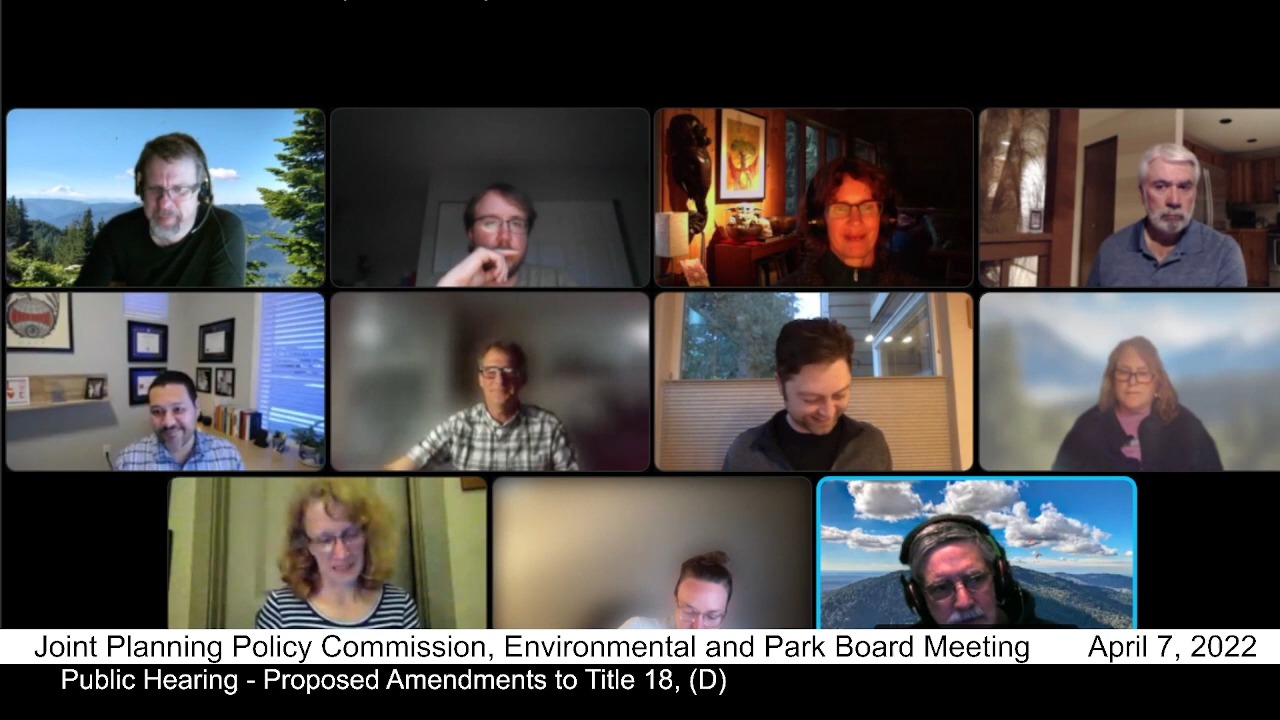 Joint Planning Policy Commission, Environmental and Park Board Meeting April 7, 2022
Public Hearing - Proposed Amendments to Title 18, (D)